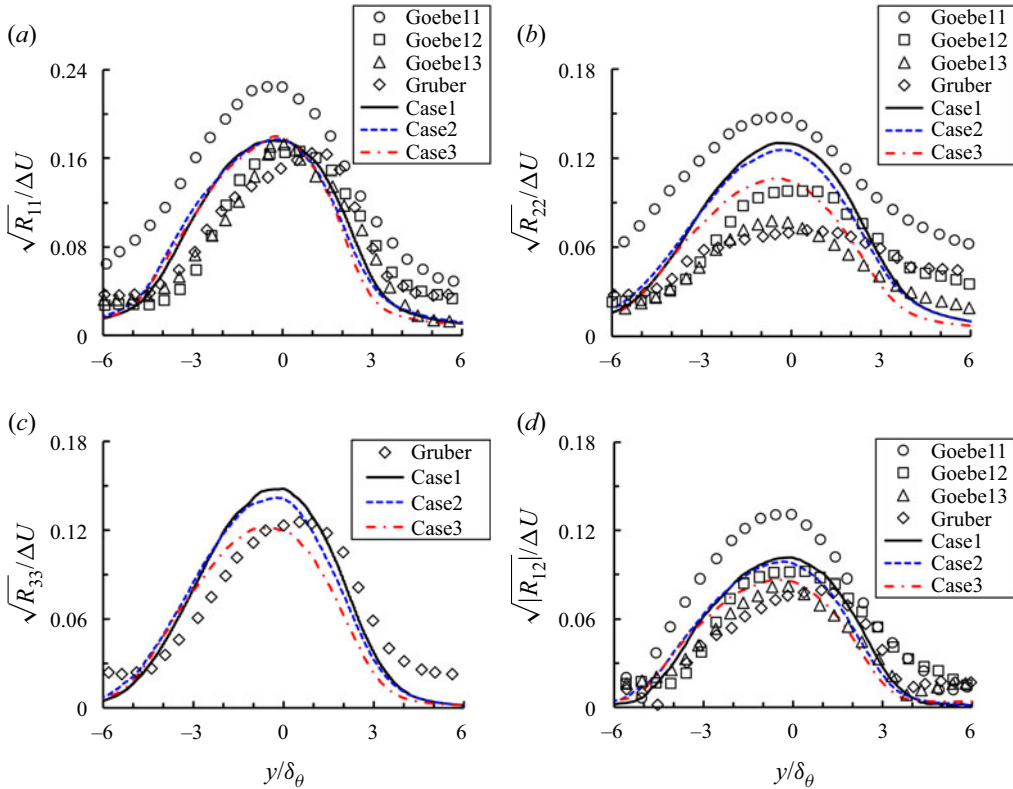 (a)
Goebe11
Goebe12
Goebe13
Gruber
Case1
Case2
Case3
0.24
0.16
0.08
0
√R11/ΔU
–6
–3
0
3
6
(b)
Goebe11
Goebe12
Goebe13
Gruber
Case1
Case2
Case3
0.18
0.12
0.06
0
√R22/ΔU
–6
–3
0
3
6
(c)
Gruber
Case1
Case2
Case3
0.18
0.12
0.06
0
√R33/ΔU
–6
–3
0
3
6
y/δθ
(d)
Goebe11
Goebe12
Goebe13
Gruber
Case1
Case2
Case3
0.18
0.12
0.06
0
√|R12|/ΔU
–6
–3
0
3
6
y/δθ